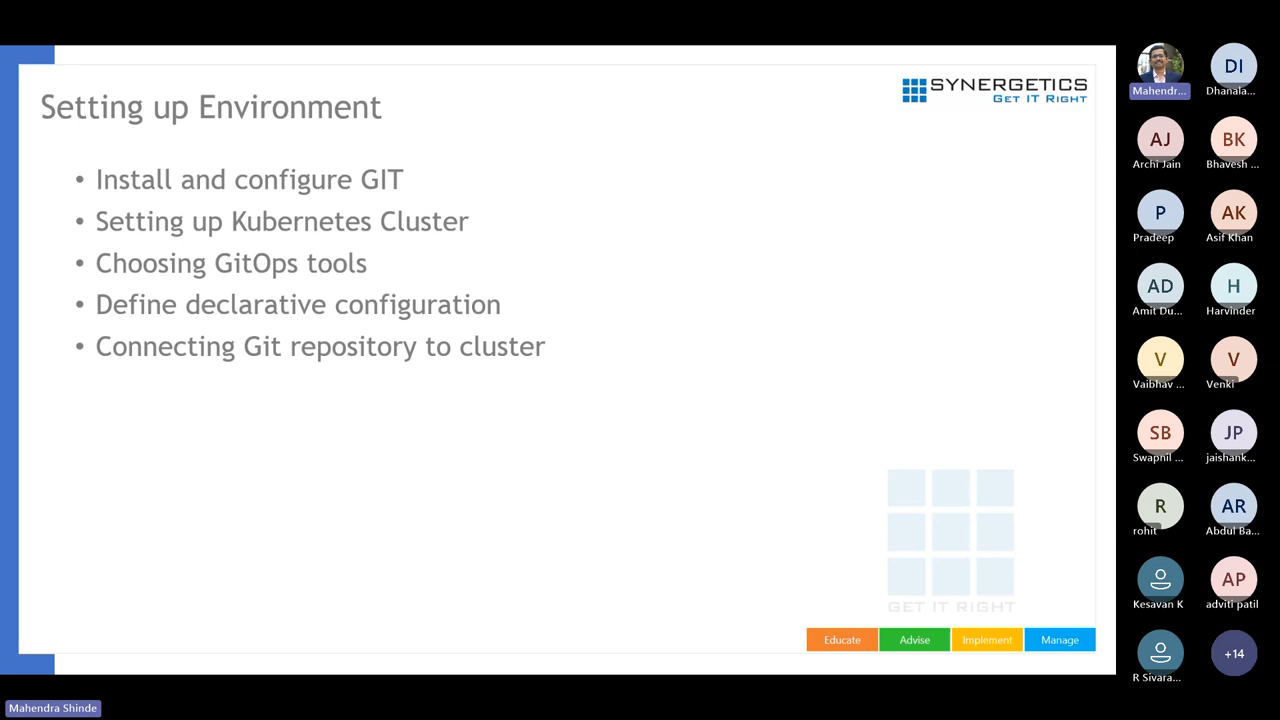 SYNERGETICS
GET IT RIGHT
Setting up Environment
• Install and configure GIT
• Setting up Kubernetes Cluster
• Choosing GitOps tools
• Define declarative configuration
• Connecting Git repository to cluster
GET IT RIGHT
Educate
Advise
Implement
Manage
Mahendra Shinde
Mahendr...
DI
Dhanala...
AJ
Archi Jain
BK
Bhavesh ...
P
Pradeep
AK
Asif Khan
AD
Amit Du...
H
Harvinder
V
Vaibhav ...
V
Venki
SB
Swapnil ...
JP
jaishank...
R
rohit
AR
Abdul Ba...
Kesavan K
AP
adviti patil
R Sivara...
+14